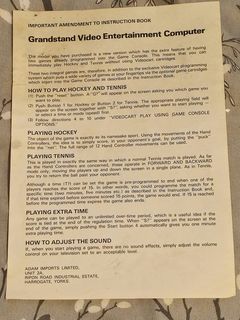 IMPORTANT AMENDMENT TO INSTRUCTION BOOK
Grandstand Video Entertainment Computer
The model you have purchased is a new version which has the extra feature of having
two games already programmed into the Game Console. This means that you can
immediately play Hockey and Tennis without using Videocart cartridges.
These two integral games are, however, in addition to the exclusive Videocart programming
system which puts a wide variety of games at your fingertips via the optional game cartridges
which insert into the Game Console as described in the Instruction Book.
HOW TO PLAY HOCKEY AND TENNIS
(1) Push the "reset" button. A "G?" will appear on the screen asking you which game you
want to play.
(2) Push Button 1 for Hockey or Button 2 for Tennis. The appropriate playing field will
appear on the screen together with "S?", asking whether you want to start playing —
or select a time or mode (speed) first.
(3) Follow directions 4 in 10 under "VIDEOCART PLAY USING GAME CONSOLE
OPTIONS".
PLAYING HOCKEY
The object of the game is exactly as its namesake sport. Using the movements of the Hand
Controllers, the idea is to simply score, in your opponent's goal, by putting the "puck"
into the "net". The full range of 12 Hand Controller movements can be used.
PLAYING TENNIS
This is played in exactly the same way in which a normal Tennis match is played. As far
as the Hand Controllers are concerned, those operate in FORWARD and BACKWARD
mode only, moving the players up and down the screen in a single plane. As in Tennis,
you try to return the ball past your opponent.
Although a time (T?) can be set the game is pre-programmed to end when one of the
players reaches the score of 15. In other words, you could programme the match for a
specific time (two minutes, five minutes etc.) as described in the Instruction Book and,
if that time expired before someone scored 15 points, the game would end. If 15 is reached
before the programmed time expires the game also ends.
PLAYING EXTRA TIME
Any game can be played to an unlimited over-time period, which is a useful idea if the
score is tied at the end of the regulation time. When "S?" appears on the screen at the
end of the game, simply pushing the Start button 4 automatically gives you one minute
extra playing time.
HOW TO ADJUST THE SOUND
If, when you start playing a game, there are no sound effects, simply adjust the volume
control on your television set to an acceptable level.
ADAM IMPORTS LIMITED,
UNIT 3A
RIPON ROAD INDUSTRIAL ESTATE,
HARROGATE, YORKS.